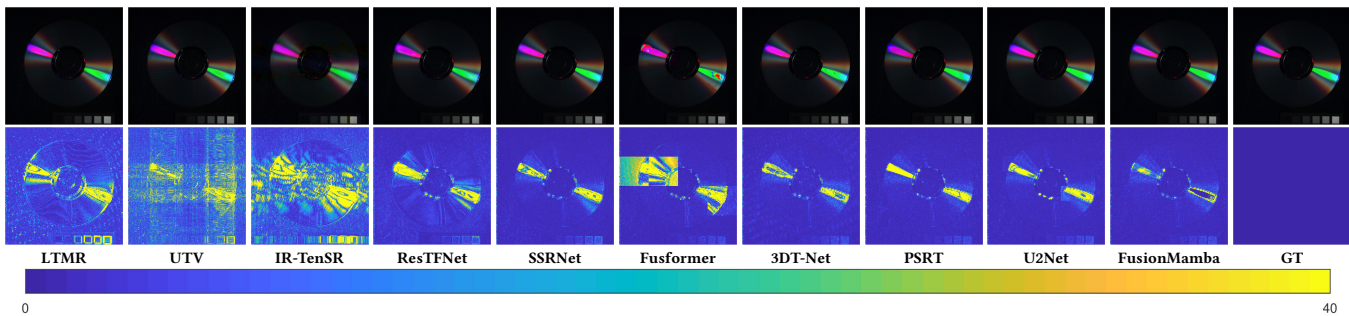 LTMR UTV IR-TenSR ResTFNet SSRNet Fusformer 3DT-Net PSRT U2Net FusionMamba GT
0 40